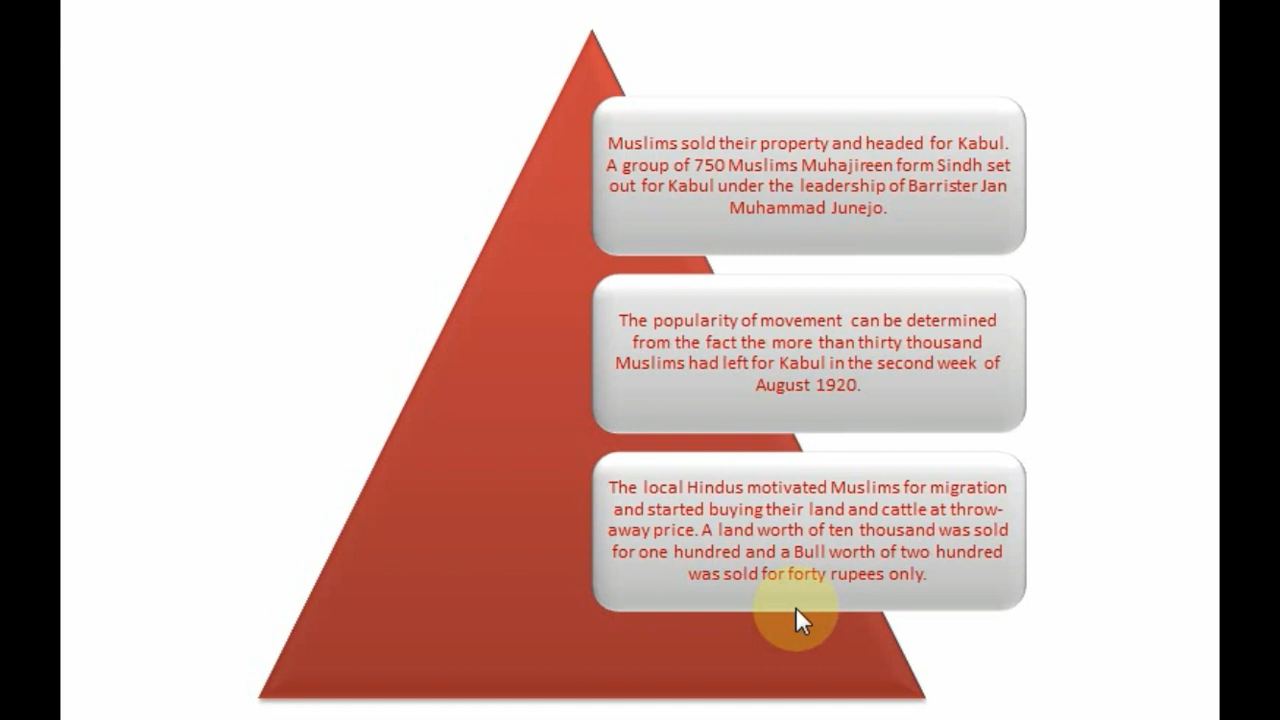 Muslims sold their property and headed for Kabul.
A group of 750 Muslims Muhajireen form Sindh set
out for Kabul under the leadership of Barrister Jan
Muhammad Junejo.
The popularity of movement can be determined
from the fact the more than thirty thousand
Muslims had left for Kabul in the second week of
August 1920.
The local Hindus motivated Muslims for migration
and started buying their land and cattle at throw-
away price. A land worth of ten thousand was sold
for one hundred and a Bull worth of two hundred
was sold for forty rupees only.